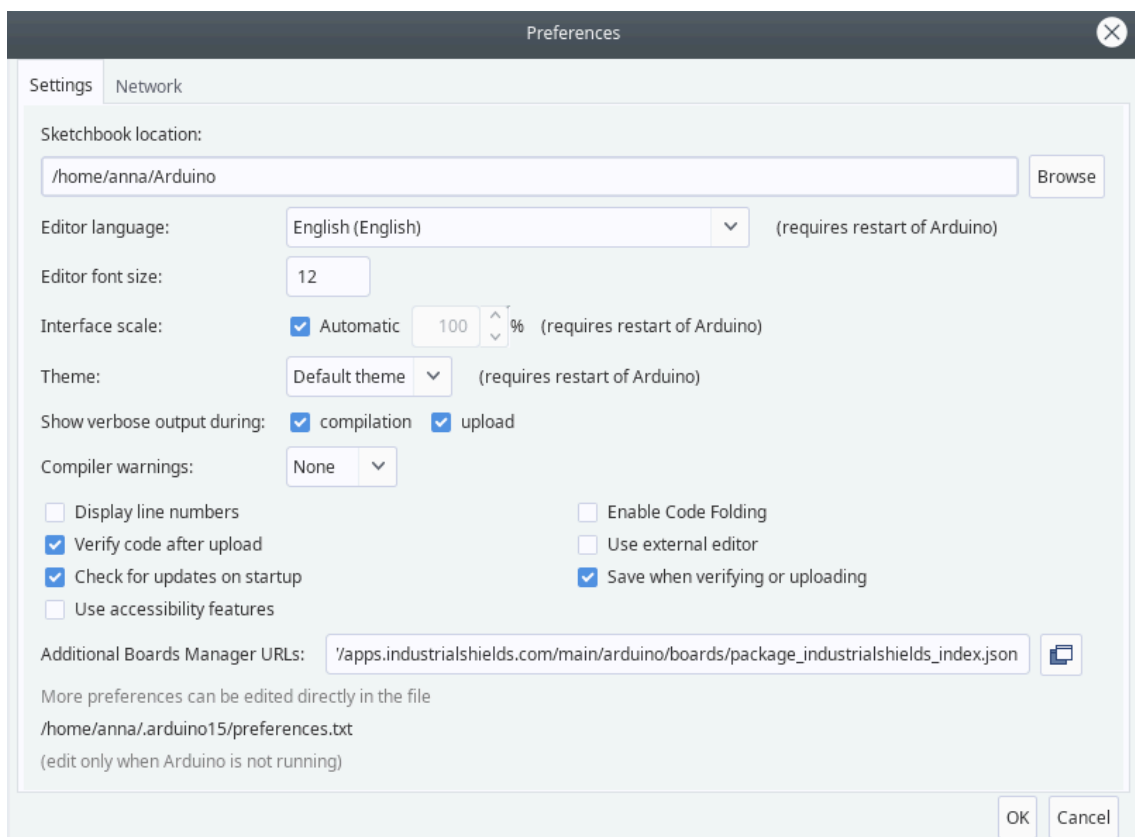 Preferences
Settings Network
Sketchbook location:
/home/anna/Arduino Browse
Editor language: English (English) (requires restart of Arduino)
Editor font size: 12
Interface scale: Automatic 100 % (requires restart of Arduino)
Theme: Default theme (requires restart of Arduino)
Show verbose output during: compilation upload
Compiler warnings: None
Display line numbers Enable Code Folding
Verify code after upload Use external editor
Check for updates on startup Save when verifying or uploading
Use accessibility features
Additional Boards Manager URLs: /apps.industrialshields.com/main/arduino/boards/package_industrialshields_index.json
More preferences can be edited directly in the file
/home/anna/.arduino15/preferences.txt
(edit only when Arduino is not running)
OK Cancel